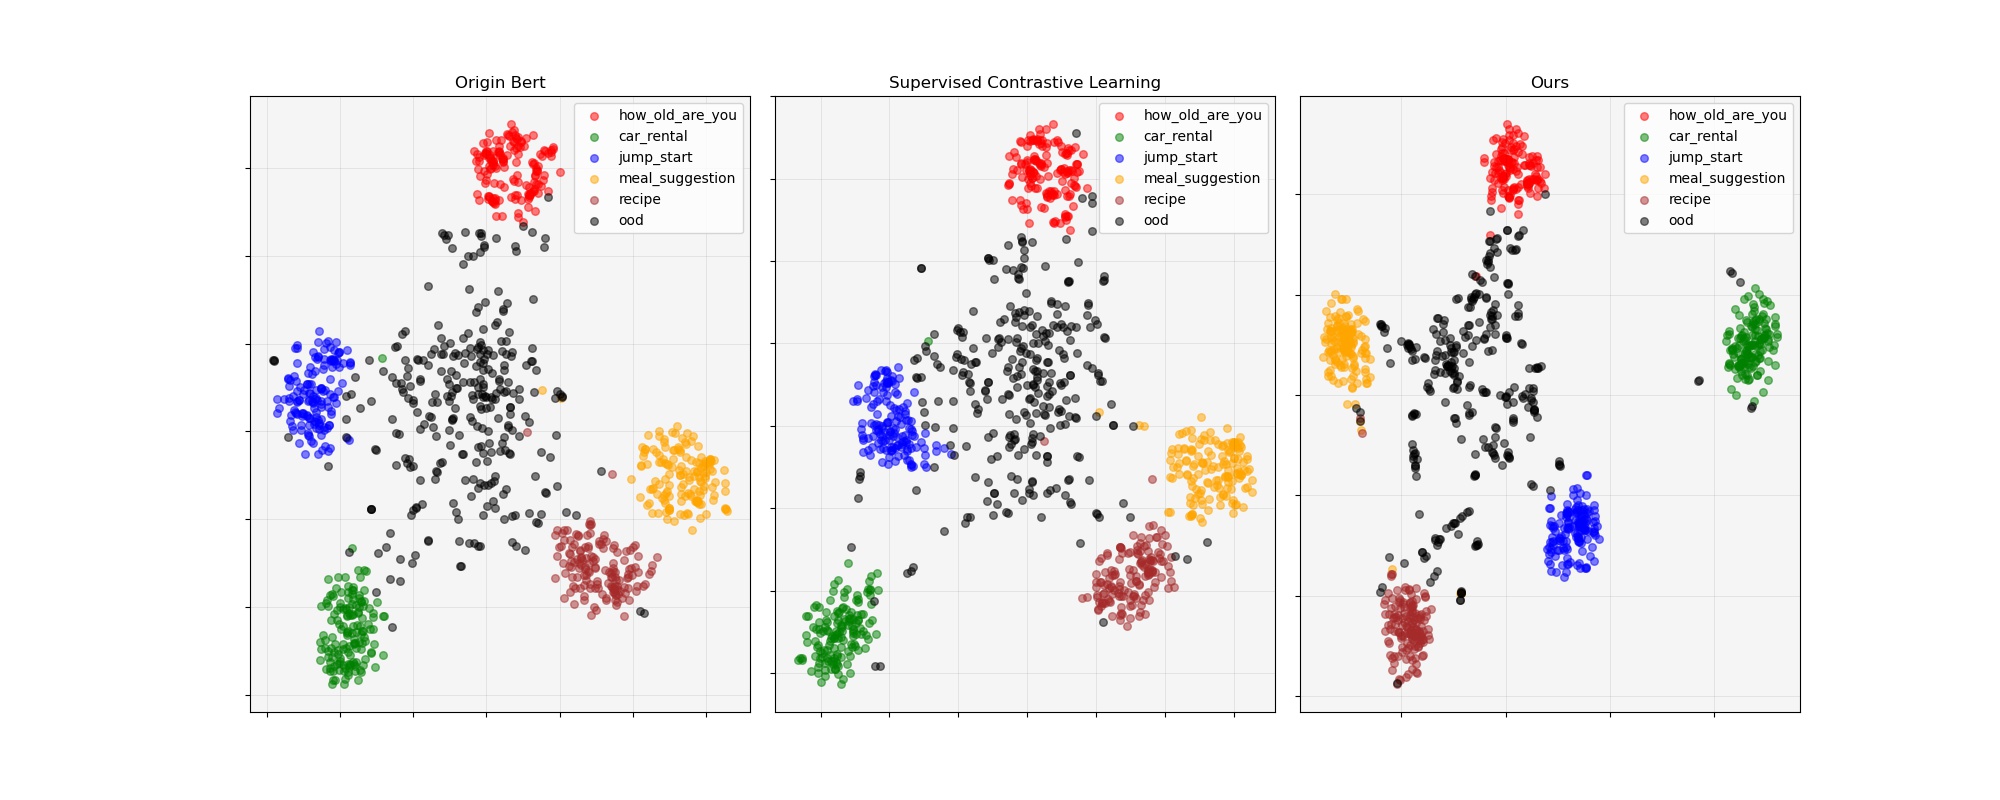 Origin Bert
how_old_are_you
car_rental
jump_start
meal_suggestion
recipe
ood
Supervised Contrastive Learning
how_old_are_you
car_rental
jump_start
meal_suggestion
recipe
ood
Ours
how_old_are_you
car_rental
jump_start
meal_suggestion
recipe
ood